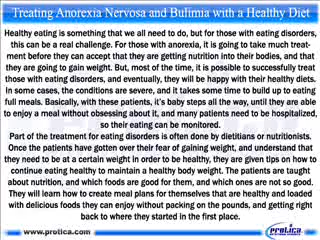 Treating Anorexia Nervosa and Bulimia with a Healthy Diet
Healthy eating is something that we all need to do, but for those with eating disorders,
this can be a real challenge. For those with anorexia, it is going to take much treat-
ment before they can accept that they are getting nutrition into their bodies, and that
they are going to gain weight. But, most of the time, it is possible to successfully treat
those with eating disorders, and eventually, they will be happy with their healthy diets.
In some cases, the conditions are severe, and it takes some time to build up to eating
full meals. Basically, with these patients, it's baby steps all the way, until they are able
to enjoy a meal without obsessing about it, and many patients need to be hospitalized,
so their eating can be monitored.
Part of the treatment for eating disorders is often done by dietitians or nutritionists.
Once the patients have gotten over their fear of gaining weight, and understand that
they need to be at a certain weight in order to be healthy, they are given tips on how to
continue eating healthy to maintain a healthy body weight. The patients are taught
about nutrition, and which foods are good for them, and which ones are not so good.
They will learn how to create meal plans for themselves that are healthy and loaded
with delicious foods they can enjoy without packing on the pounds, and getting right
back to where they started in the first place.
www.protica.com
protica